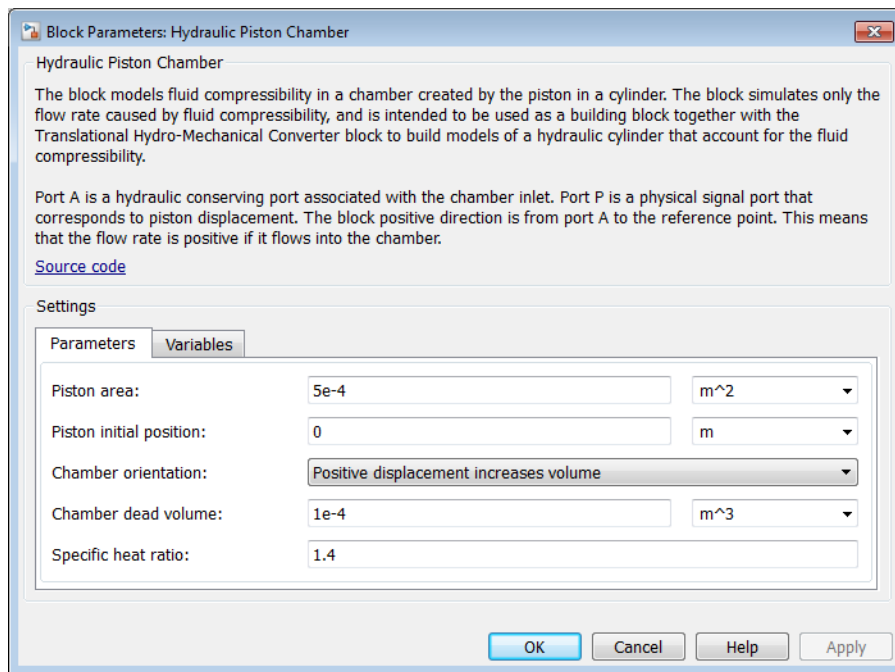 Block Parameters: Hydraulic Piston Chamber
Hydraulic Piston Chamber
The block models fluid compressibility in a chamber created by the piston in a cylinder. The block simulates only the
flow rate caused by fluid compressibility, and is intended to be used as a building block together with the
Translational Hydro-Mechanical Converter block to build models of a hydraulic cylinder that account for the fluid
compressibility.
Port A is a hydraulic conserving port associated with the chamber inlet. Port P is a physical signal port that
corresponds to piston displacement. The block positive direction is from port A to the reference point. This means
that the flow rate is positive if it flows into the chamber.
Source code
Settings
Parameters Variables
Piston area: 5e-4 m^2
Piston initial position: 0 m
Chamber orientation: Positive displacement increases volume
Chamber dead volume: 1e-4 m^3
Specific heat ratio: 1.4
OK Cancel Help Apply